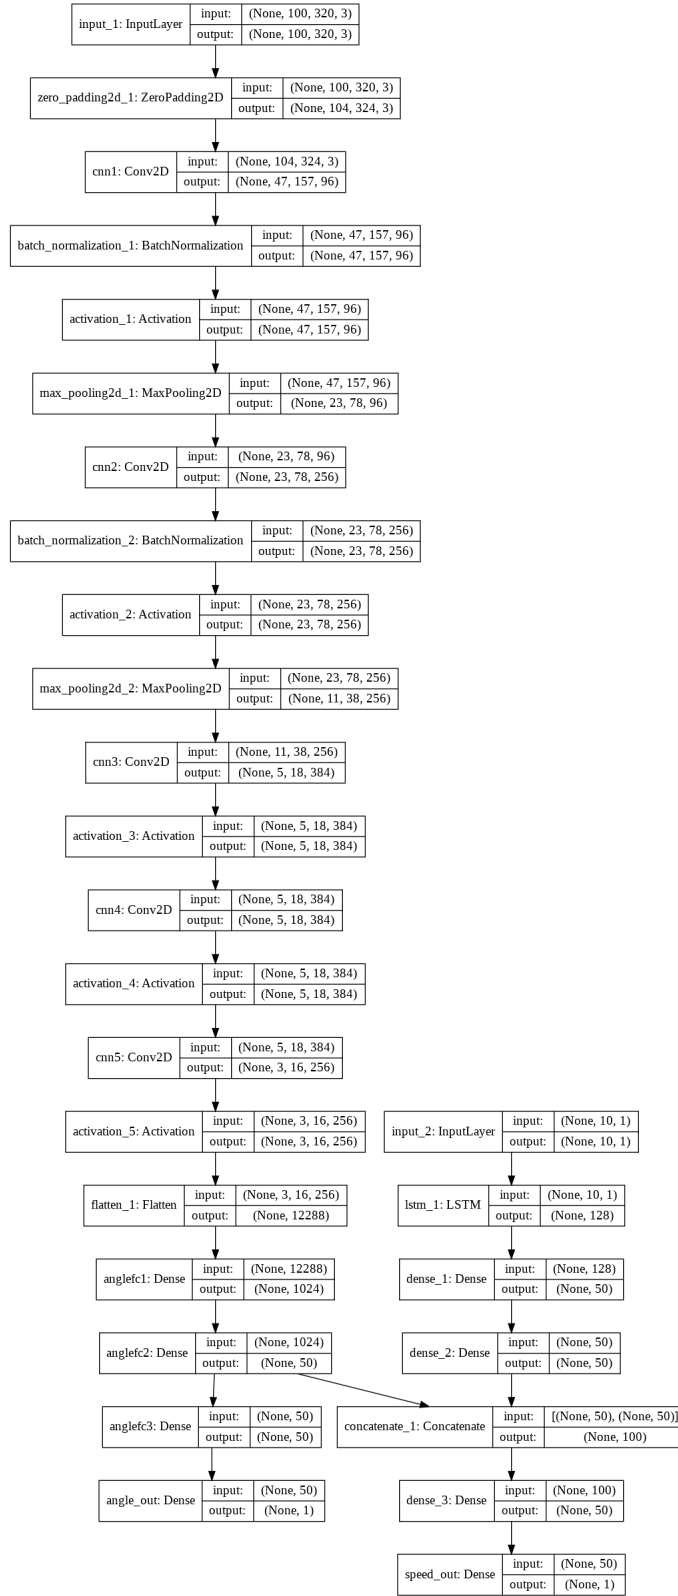 input_1: InputLayer
input: (None, 100, 320, 3)
output: (None, 100, 320, 3)
zero_padding2d_1: ZeroPadding2D
input: (None, 100, 320, 3)
output: (None, 104, 324, 3)
cnn1: Conv2D
input: (None, 104, 324, 3)
output: (None, 47, 157, 96)
batch_normalization_1: BatchNormalization
input: (None, 47, 157, 96)
output: (None, 47, 157, 96)
activation_1: Activation
input: (None, 47, 157, 96)
output: (None, 47, 157, 96)
max_pooling2d_1: MaxPooling2D
input: (None, 47, 157, 96)
output: (None, 23, 78, 96)
cnn2: Conv2D
input: (None, 23, 78, 96)
output: (None, 23, 78, 256)
batch_normalization_2: BatchNormalization
input: (None, 23, 78, 256)
output: (None, 23, 78, 256)
activation_2: Activation
input: (None, 23, 78, 256)
output: (None, 23, 78, 256)
max_pooling2d_2: MaxPooling2D
input: (None, 23, 78, 256)
output: (None, 11, 38, 256)
cnn3: Conv2D
input: (None, 11, 38, 256)
output: (None, 5, 18, 384)
activation_3: Activation
input: (None, 5, 18, 384)
output: (None, 5, 18, 384)
cnn4: Conv2D
input: (None, 5, 18, 384)
output: (None, 5, 18, 384)
activation_4: Activation
input: (None, 5, 18, 384)
output: (None, 5, 18, 384)
cnn5: Conv2D
input: (None, 5, 18, 384)
output: (None, 3, 16, 256)
activation_5: Activation
input: (None, 3, 16, 256)
output: (None, 3, 16, 256)
input_2: InputLayer
input: (None, 10, 1)
output: (None, 10, 1)
flatten_1: Flatten
input: (None, 3, 16, 256)
output: (None, 12288)
lstm_1: LSTM
input: (None, 10, 1)
output: (None, 128)
anglefc1: Dense
input: (None, 12288)
output: (None, 1024)
dense_1: Dense
input: (None, 128)
output: (None, 50)
anglefc2: Dense
input: (None, 1024)
output: (None, 50)
dense_2: Dense
input: (None, 50)
output: (None, 50)
anglefc3: Dense
input: (None, 50)
output: (None, 50)
concatenate_1: Concatenate
input: [(None, 50), (None, 50)]
output: (None, 100)
angle_out: Dense
input: (None, 50)
output: (None, 1)
dense_3: Dense
input: (None, 100)
output: (None, 50)
speed_out: Dense
input: (None, 50)
output: (None, 1)